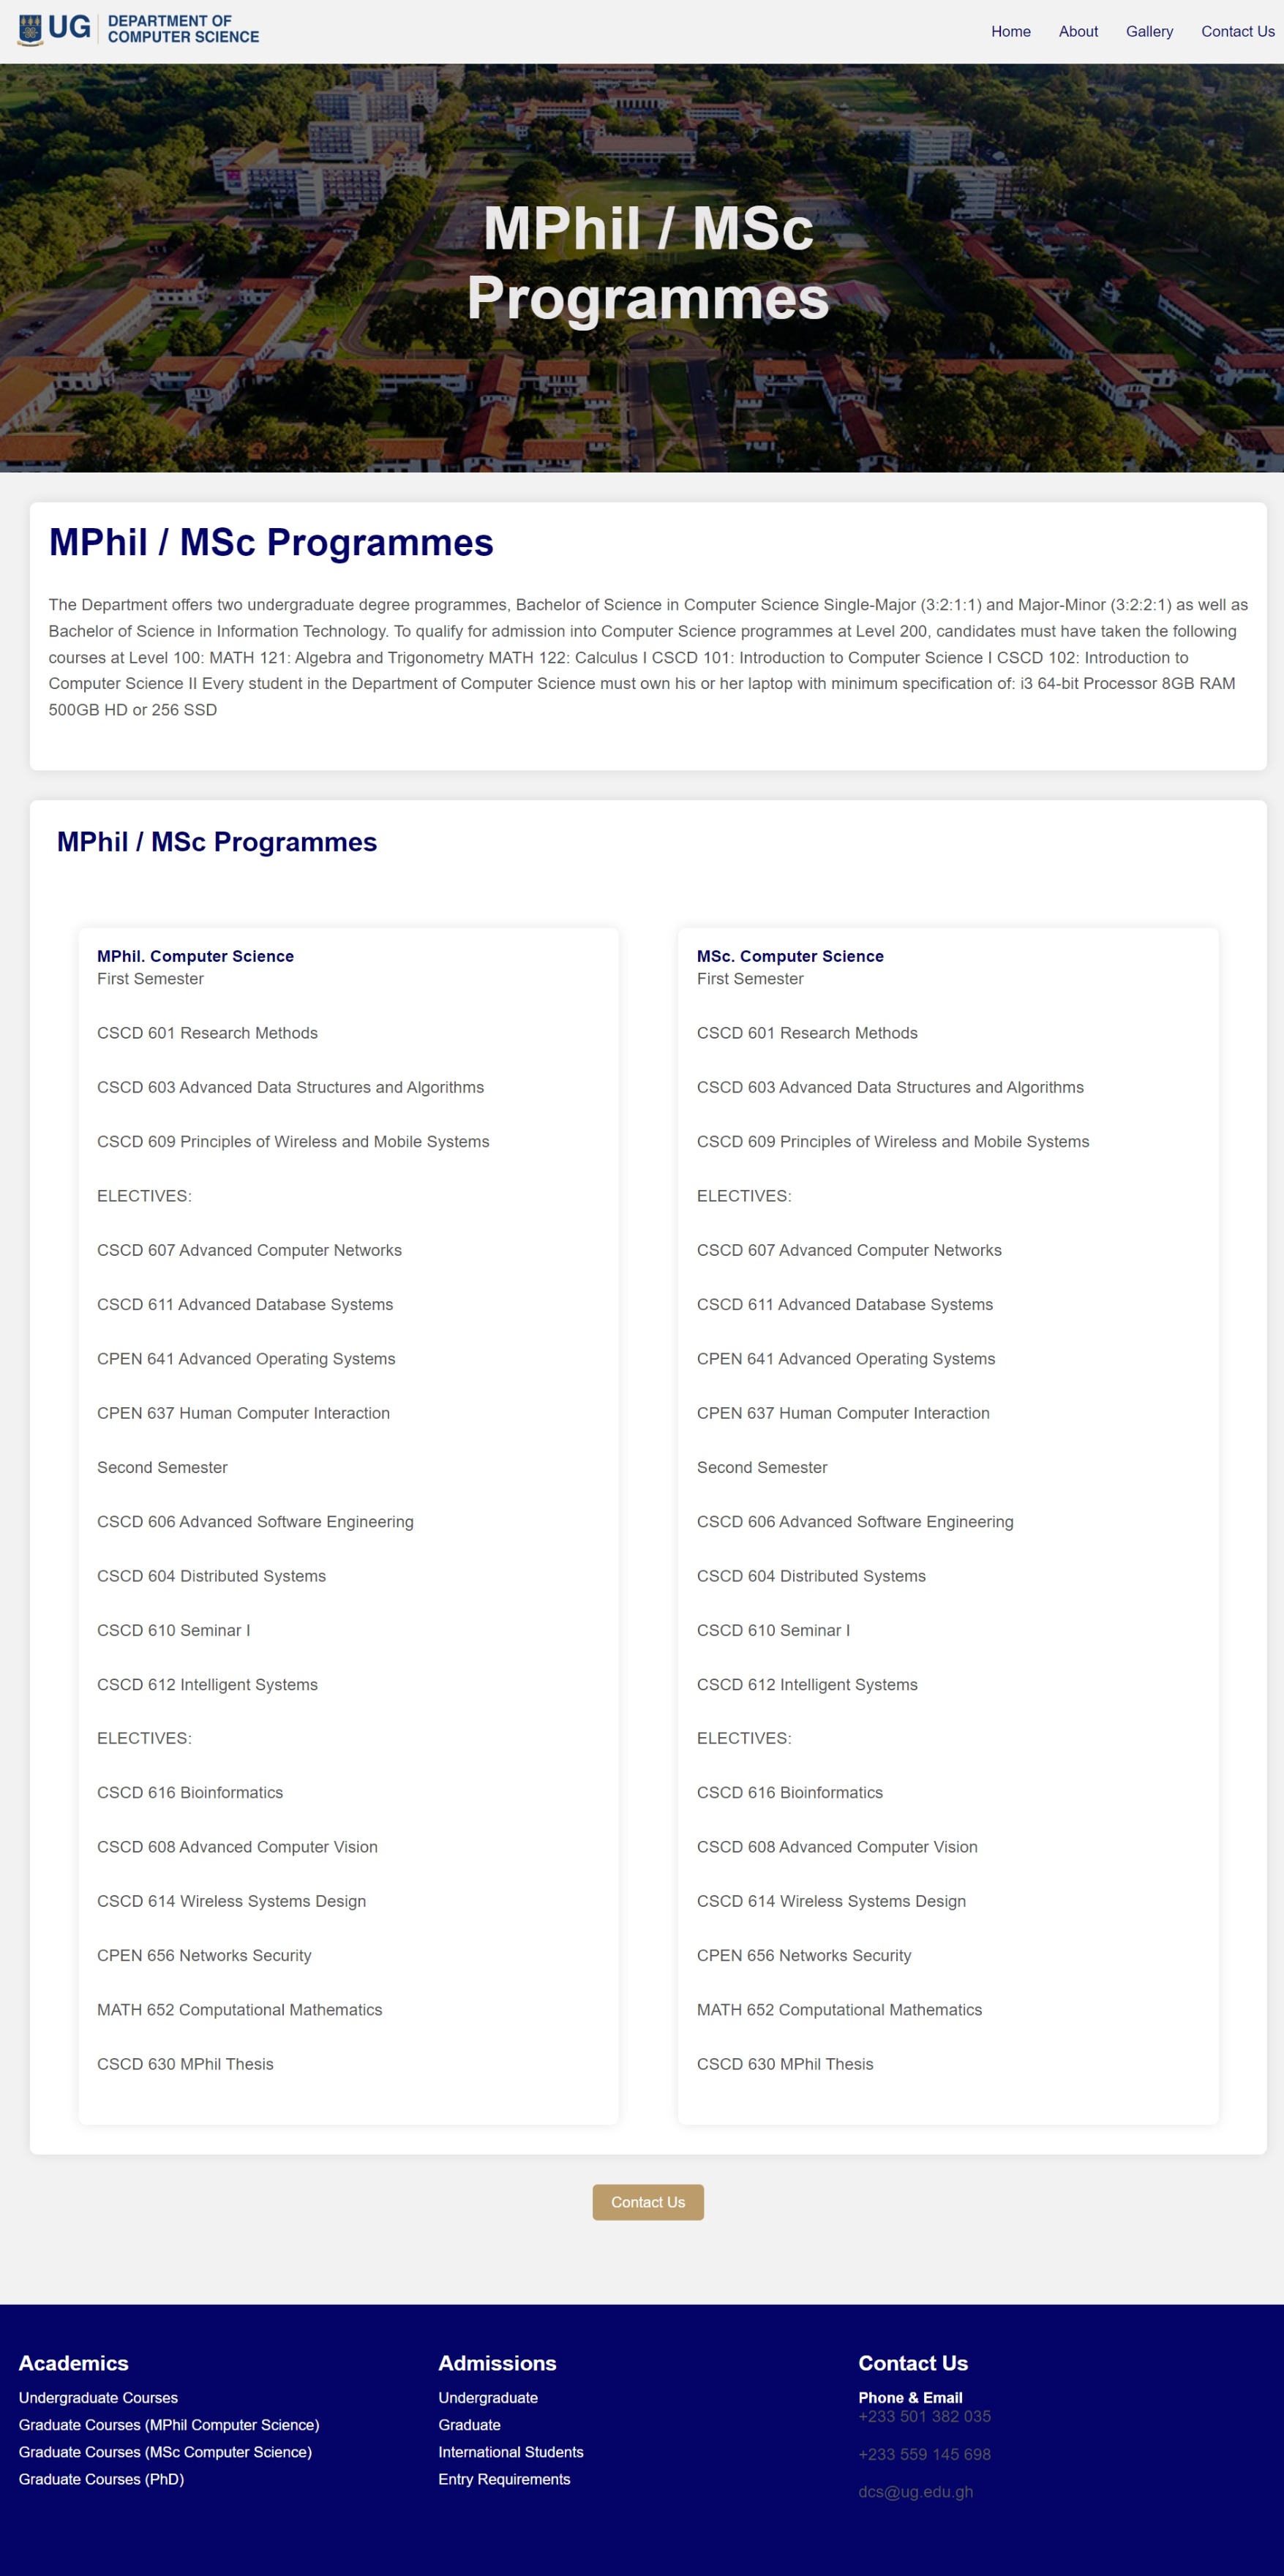 UG DEPARTMENT OF
COMPUTER SCIENCE
Home About Gallery Contact Us
MPhil / MSc
Programmes
MPhil / MSc Programmes
The Department offers two undergraduate degree programmes, Bachelor of Science in Computer Science Single-Major (3:2:1:1) and Major-Minor (3:2:2:1) as well as
Bachelor of Science in Information Technology. To qualify for admission into Computer Science programmes at Level 200, candidates must have taken the following
courses at Level 100: MATH 121: Algebra and Trigonometry MATH 122: Calculus I CSCD 101: Introduction to Computer Science I CSCD 102: Introduction to
Computer Science II Every student in the Department of Computer Science must own his or her laptop with minimum specification of: i3 64-bit Processor 8GB RAM
500GB HD or 256 SSD
MPhil / MSc Programmes
MPhil. Computer Science
First Semester
CSCD 601 Research Methods
CSCD 603 Advanced Data Structures and Algorithms
CSCD 609 Principles of Wireless and Mobile Systems
ELECTIVES:
CSCD 607 Advanced Computer Networks
CSCD 611 Advanced Database Systems
CPEN 641 Advanced Operating Systems
CPEN 637 Human Computer Interaction
Second Semester
CSCD 606 Advanced Software Engineering
CSCD 604 Distributed Systems
CSCD 610 Seminar I
CSCD 612 Intelligent Systems
ELECTIVES:
CSCD 616 Bioinformatics
CSCD 608 Advanced Computer Vision
CSCD 614 Wireless Systems Design
CPEN 656 Networks Security
MATH 652 Computational Mathematics
CSCD 630 MPhil Thesis
MSc. Computer Science
First Semester
CSCD 601 Research Methods
CSCD 603 Advanced Data Structures and Algorithms
CSCD 609 Principles of Wireless and Mobile Systems
ELECTIVES:
CSCD 607 Advanced Computer Networks
CSCD 611 Advanced Database Systems
CPEN 641 Advanced Operating Systems
CPEN 637 Human Computer Interaction
Second Semester
CSCD 606 Advanced Software Engineering
CSCD 604 Distributed Systems
CSCD 610 Seminar I
CSCD 612 Intelligent Systems
ELECTIVES:
CSCD 616 Bioinformatics
CSCD 608 Advanced Computer Vision
CSCD 614 Wireless Systems Design
CPEN 656 Networks Security
MATH 652 Computational Mathematics
CSCD 630 MPhil Thesis
Contact Us
Academics
Undergraduate Courses
Graduate Courses (MPhil Computer Science)
Graduate Courses (MSc Computer Science)
Graduate Courses (PhD)
Admissions
Undergraduate
Graduate
International Students
Entry Requirements
Contact Us
Phone & Email
+233 501 382 035
+233 559 145 698
dcs@ug.edu.gh